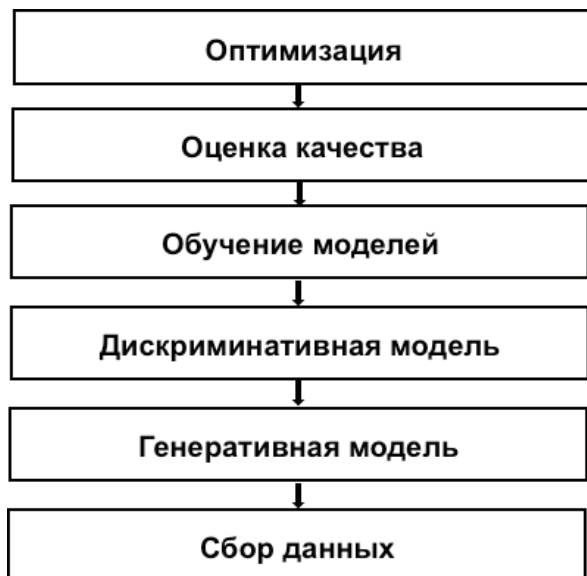 Оптимизация
Оценка качества
Обучение моделей
Дискриминативная модель
Генеративная модель
Сбор данных